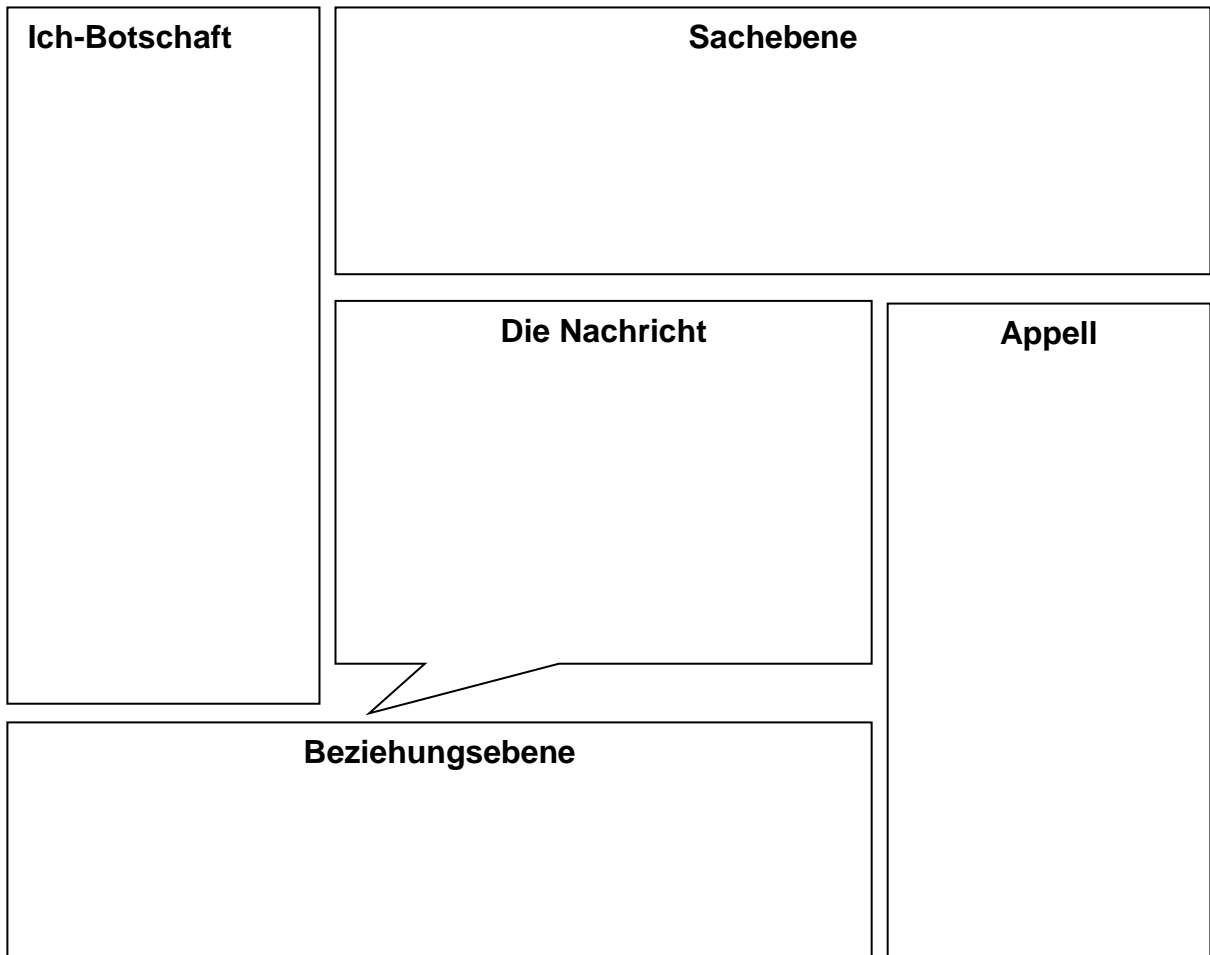 Ich-Botschaft
Sachebene
Die Nachricht
Appell
Beziehungsebene